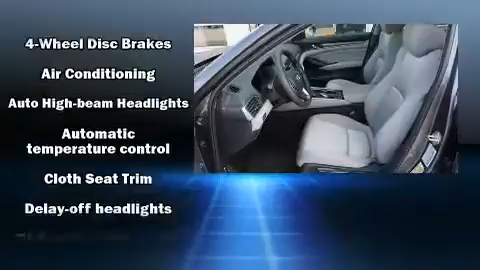 4-Wheel Disc Brakes
Air Conditioning
Auto High-beam Headlights
Automatic
temperature control
Cloth Seat Trim
Delay-off headlights